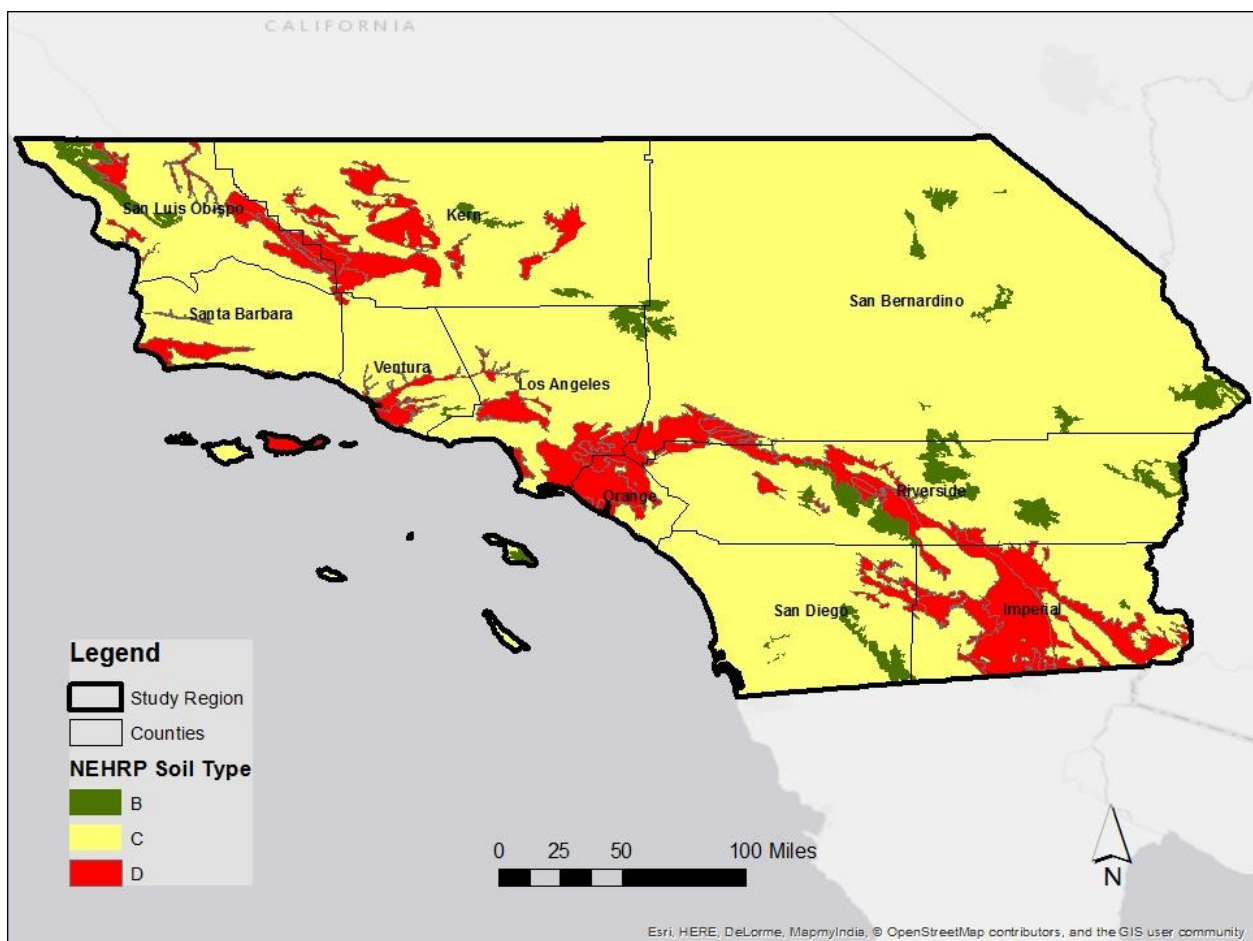 CALIFORNIA
San Luis Obispo
Kern
San Bernardino
Santa Barbara
Ventura
Los Angeles
Orange
Riverside
San Diego
Imperial
Legend
Study Region
Counties
NEHRP Soil Type
B
C
D
0 25 50 100 Miles
N
Esri, HERE, DeLorme, MapmyIndia, © OpenStreetMap contributors, and the GIS user community